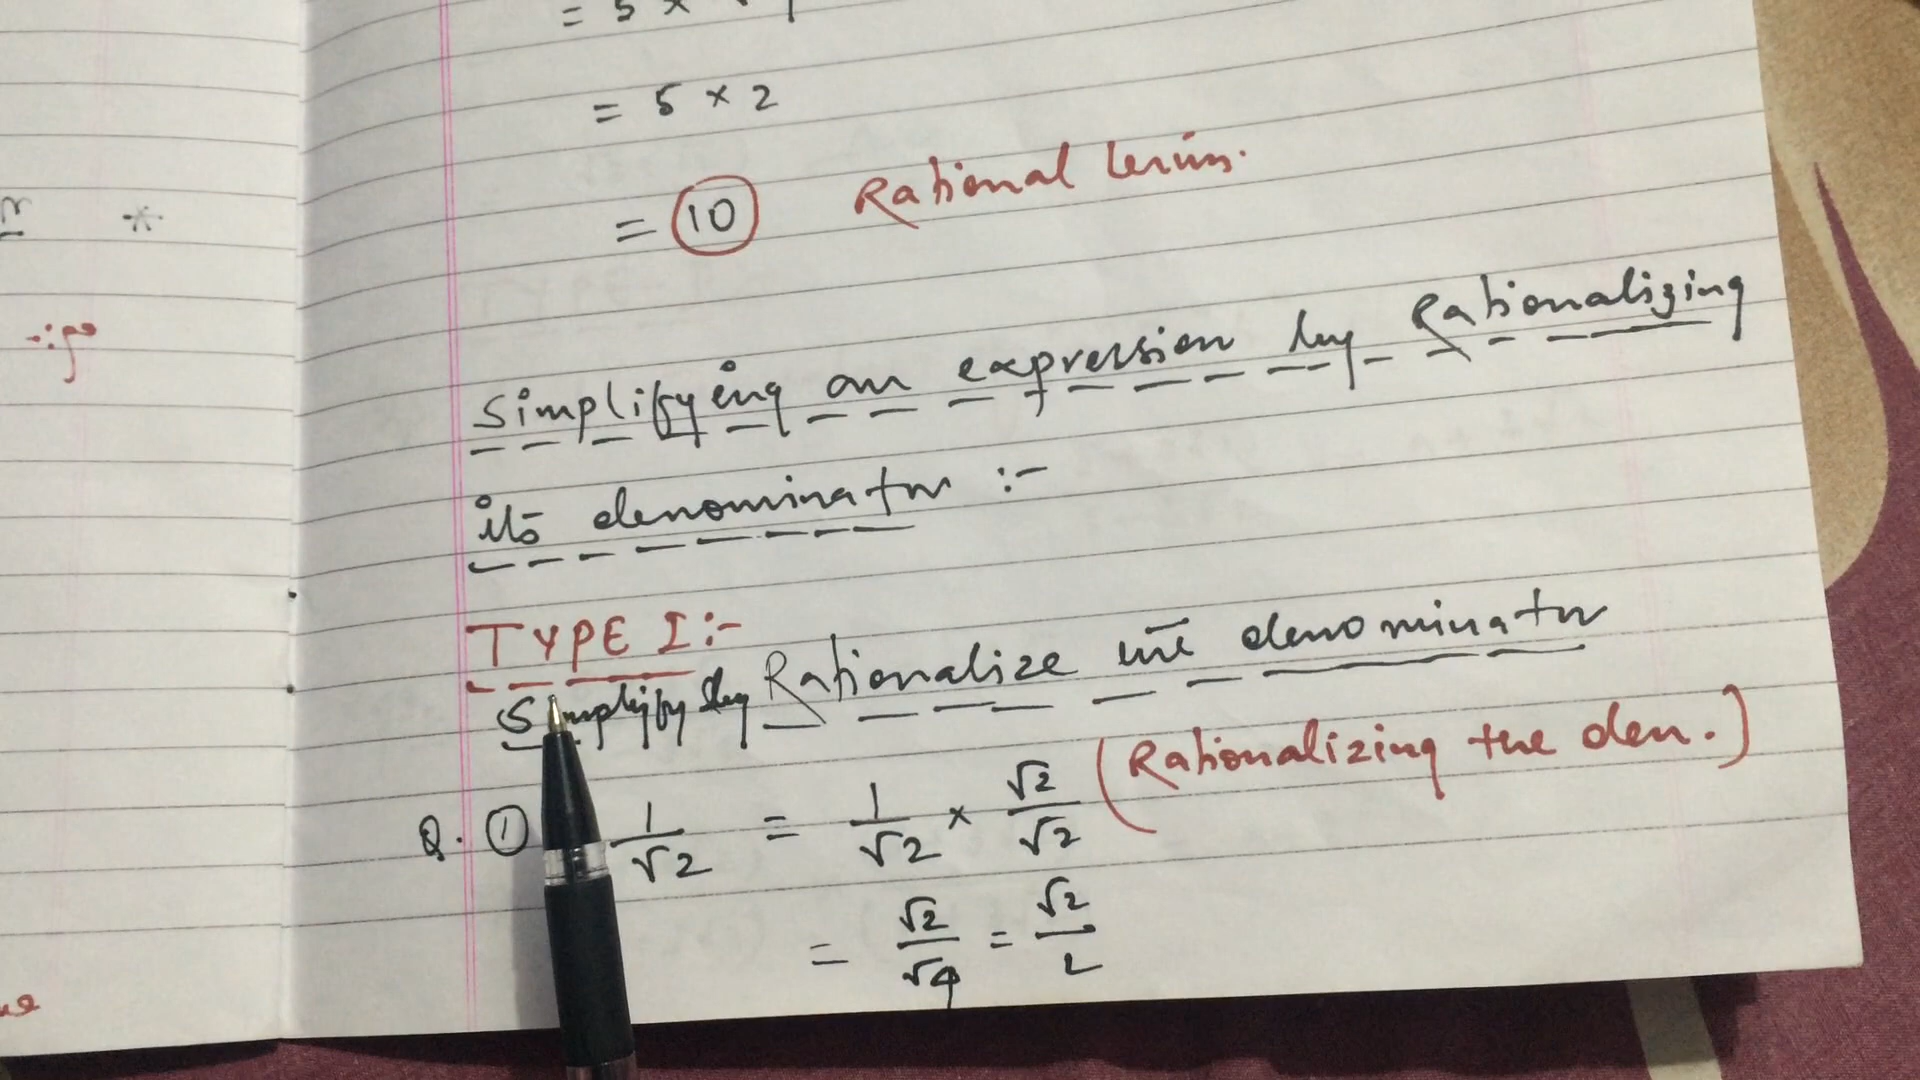 = 5 ×
= 5 × 2
= 10 Rational term.
*
Simplifying an expression by Rationalizing
its denominator :-
TYPE I :-
Simplify by Rationalize the denominator
Q. ① 1/√2 = 1/√2 × √2/√2 (Rationalizing the den.)
= √2/√4 = √2/2